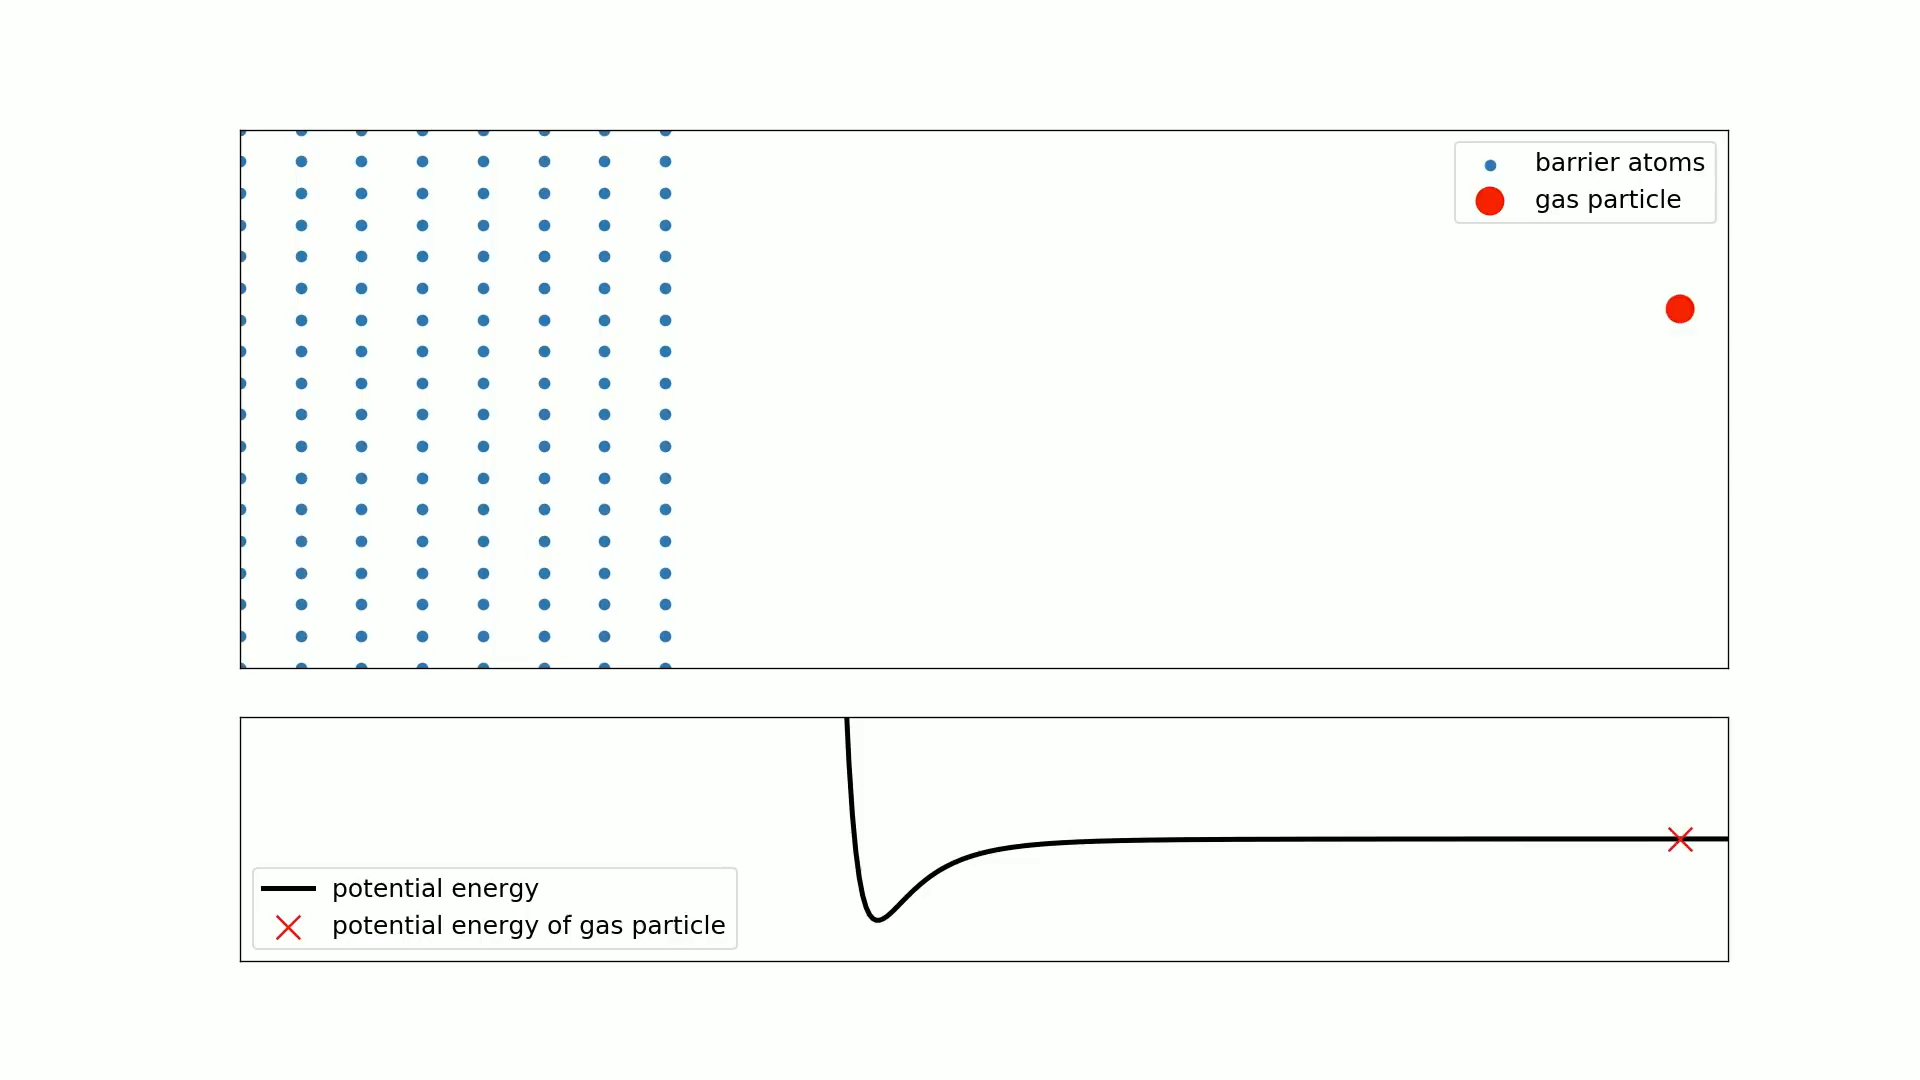 barrier atoms
gas particle
potential energy
potential energy of gas particle